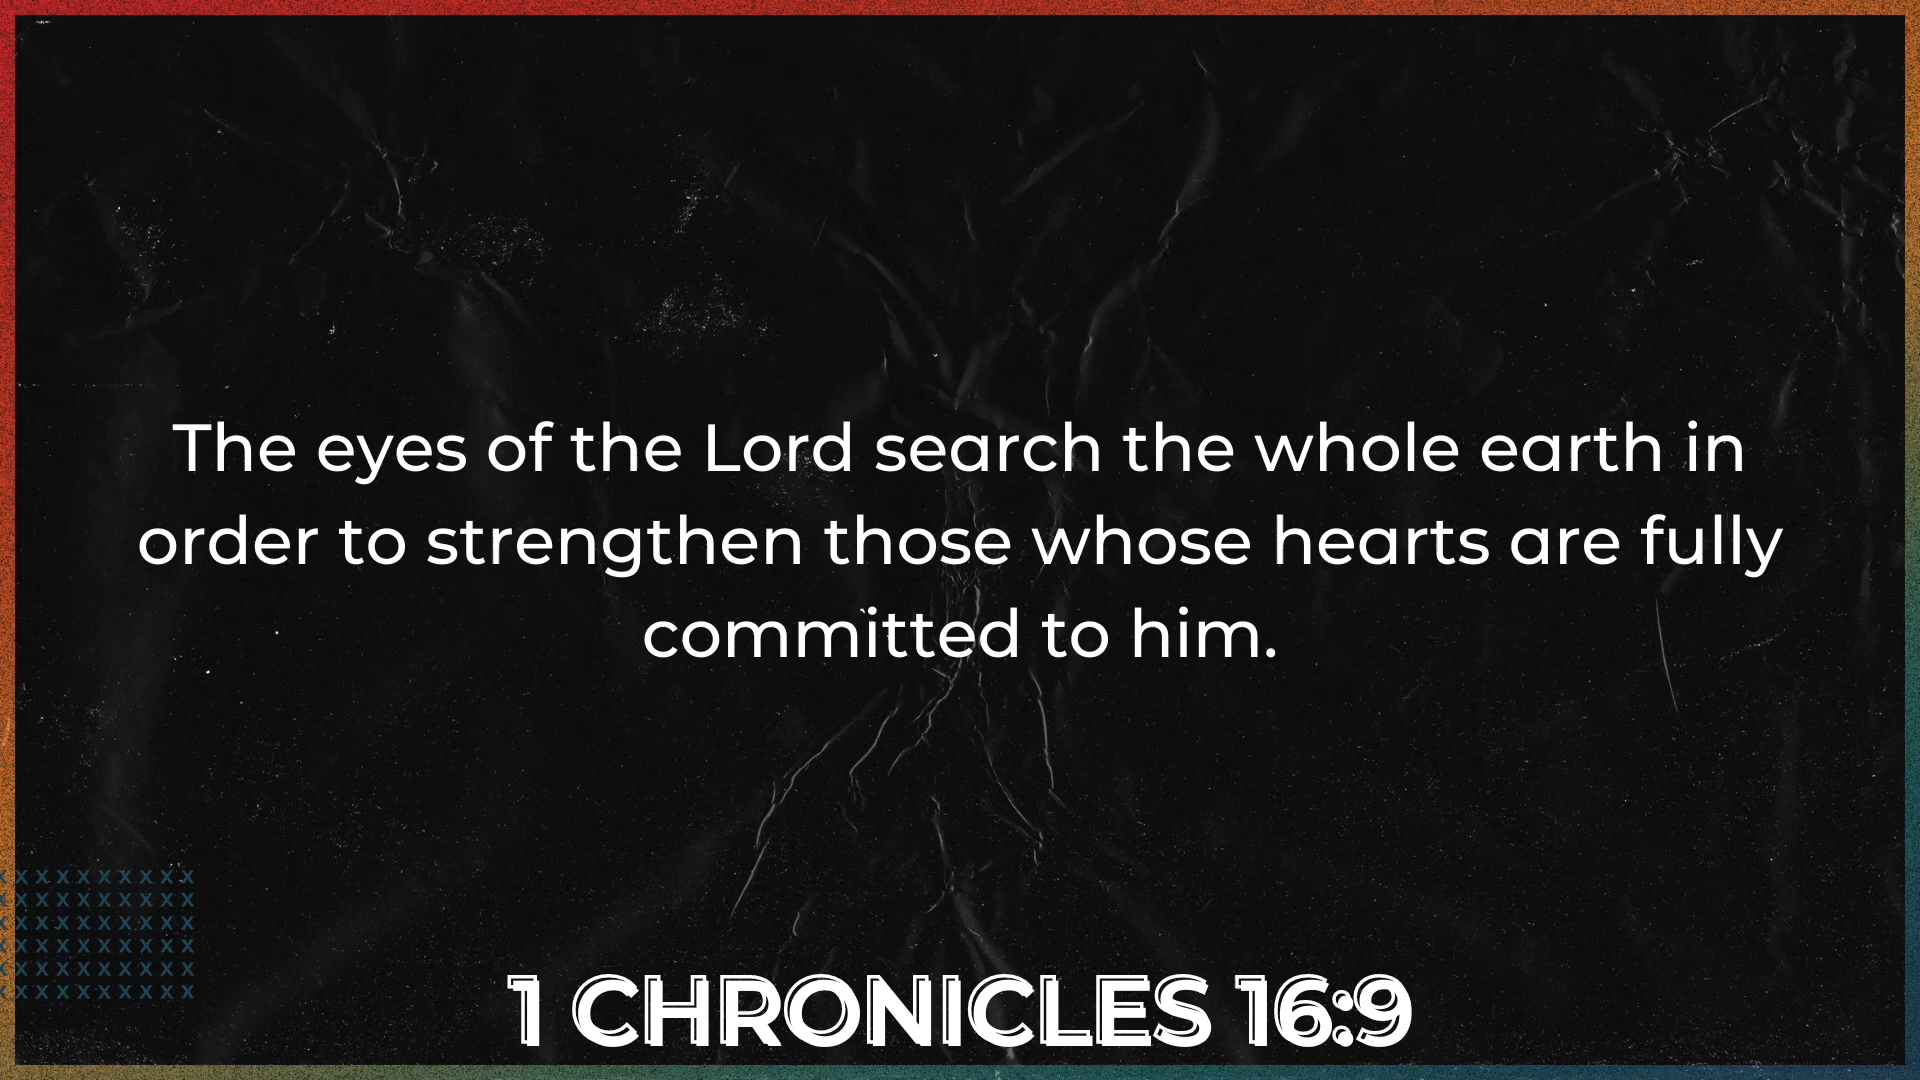 The eyes of the Lord search the whole earth in
order to strengthen those whose hearts are fully
committed to him.
x x x x x x x x x x
x x x x x x x x x x
x x x x x x x x x x
x x x x x x x x x x
x x x x x x x x x x
x x x x x x x x x x
1 CHRONICLES 16:9